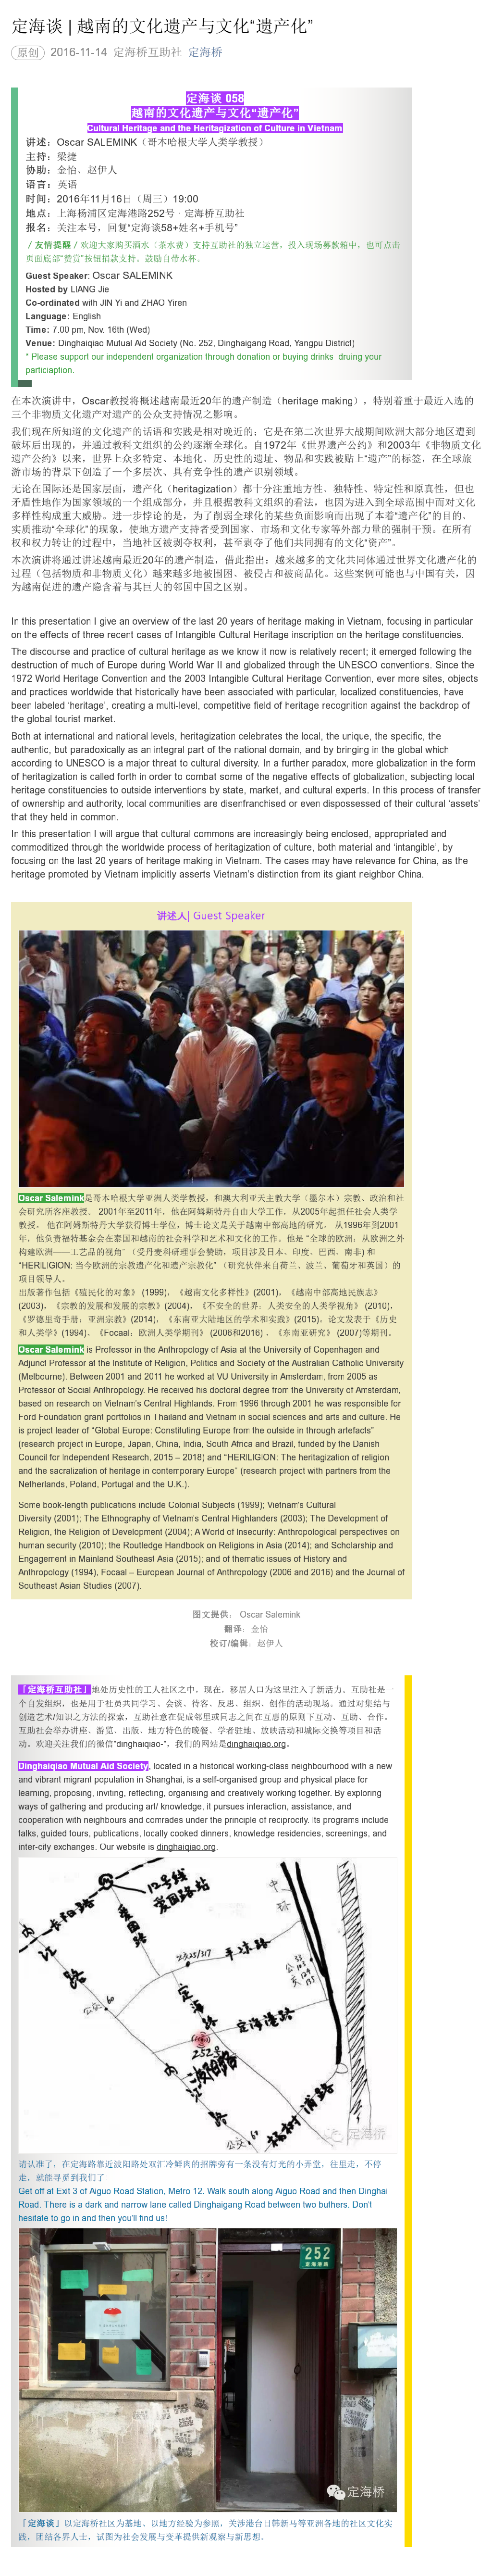 定海谈 | 越南的文化遗产与文化“遗产化”
原创 2016-11-14 定海桥互助社 定海桥
定海谈 058
越南的文化遗产与文化“遗产化”
Cultural Heritage and the Heritagization of Culture in Vietnam
讲述：Oscar SALEMINK（哥本哈根大学人类学教授）
主持：梁捷
协助：金怡、赵伊人
语言：英语
时间：2016年11月16日（周三）19:00
地点：上海杨浦区定海港路252号 · 定海桥互助社
报名：关注本号，回复“定海谈58+姓名+手机号”
/ 友情提醒 / 欢迎大家购买酒水（茶水费）支持互助社的独立运营，投入现场募款箱中，也可点击
页面底部“赞赏”按钮捐款支持。鼓励自带水杯。
Guest Speaker: Oscar SALEMINK
Hosted by LIANG Jie
Co-ordinated with JIN Yi and ZHAO Yiren
Language: English
Time: 7.00 pm, Nov. 16th (Wed)
Venue: Dinghaiqiao Mutual Aid Society (No. 252, Dinghaigang Road, Yangpu District)
* Please support our independent organization through donation or buying drinks druing your
particiaption.
在本次演讲中，Oscar教授将概述越南最近20年的遗产制造（heritage making），特别着重于最近入选的
三个非物质文化遗产对遗产的公众支持情况之影响。
我们现在所知道的文化遗产的话语和实践是相对晚近的；它是在第二次世界大战期间欧洲大部分地区遭到
破坏后出现的，并通过教科文组织的公约逐渐全球化。自1972年《世界遗产公约》和2003年《非物质文化
遗产公约》以来，世界上众多特定、本地化、历史性的遗址、物品和实践被贴上“遗产”的标签，在全球旅
游市场的背景下创造了一个多层次、具有竞争性的遗产识别领域。
无论在国际还是国家层面，遗产化（heritagization）都十分注重地方性、独特性、特定性和原真性，但也
矛盾性地作为国家领域的一个组成部分，并且根据教科文组织的看法，也因为进入到全球范围中而对文化
多样性构成重大威胁。进一步悖论的是，为了削弱全球化的某些负面影响而出现了本着“遗产化”的目的、
实质推动“全球化”的现象，使地方遗产支持者受到国家、市场和文化专家等外部力量的强制干预。在所有
权和权力转让的过程中，当地社区被剥夺权利，甚至剥夺了他们共同拥有的文化“资产”。
本次演讲将通过讲述越南最近20年的遗产制造，借此指出：越来越多的文化共同体通过世界文化遗产化的
过程（包括物质和非物质文化）越来越多地被围困、被侵占和被商品化。这些案例可能也与中国有关，因
为越南促进的遗产隐含着与其巨大的邻国中国之区别。
In this presentation I give an overview of the last 20 years of heritage making in Vietnam, focusing in particular
on the effects of three recent cases of Intangible Cultural Heritage inscription on the heritage constituencies.
The discourse and practice of cultural heritage as we know it now is relatively recent; it emerged following the
destruction of much of Europe during World War II and globalized through the UNESCO conventions. Since the
1972 World Heritage Convention and the 2003 Intangible Cultural Heritage Convention, ever more sites, objects
and practices worldwide that historically have been associated with particular, localized constituencies, have
been labeled ‘heritage’, creating a multi-level, competitive field of heritage recognition against the backdrop of
the global tourist market.
Both at international and national levels, heritagization celebrates the local, the unique, the specific, the
authentic, but paradoxically as an integral part of the national domain, and by bringing in the global which
according to UNESCO is a major threat to cultural diversity. In a further paradox, more globalization in the form
of heritagization is called forth in order to combat some of the negative effects of globalization, subjecting local
heritage constituencies to outside interventions by state, market, and cultural experts. In this process of transfer
of ownership and authority, local communities are disenfranchised or even dispossessed of their cultural ‘assets’
that they held in common.
In this presentation I will argue that cultural commons are increasingly being enclosed, appropriated and
commoditized through the worldwide process of heritagization of culture, both material and ‘intangible’, by
focusing on the last 20 years of heritage making in Vietnam. The cases may have relevance for China, as the
heritage promoted by Vietnam implicitly asserts Vietnam’s distinction from its giant neighbor China.
讲述人| Guest Speaker
Oscar Salemink是哥本哈根大学亚洲人类学教授，和澳大利亚天主教大学（墨尔本）宗教、政治和社
会研究所客座教授。 2001年至2011年，他在阿姆斯特丹自由大学工作，从2005年起担任社会人类学
教授。 他在阿姆斯特丹大学获得博士学位，博士论文是关于越南中部高地的研究。 从1996年到2001
年，他负责福特基金会在泰国和越南的社会科学和艺术和文化的工作。他是 “全球的欧洲：从欧洲之外
构建欧洲——工艺品的视角” （受丹麦科研理事会赞助，项目涉及日本、印度、巴西、南非) 和
“HERILIGION: 当今欧洲的宗教遗产化和遗产宗教化” （研究伙伴来自荷兰、波兰、葡萄牙和英国）的
项目领导人。
出版著作包括《殖民化的对象》 (1999)， 《越南文化多样性》(2001)， 《越南中部高地民族志》
(2003)， 《宗教的发展和发展的宗教》(2004)， 《不安全的世界：人类安全的人类学视角》 (2010)，
《罗德里奇手册：亚洲宗教》(2014)， 《东南亚大陆地区的学术和实践》(2015)。论文发表于《历史
和人类学》(1994)、 《Focaal：欧洲人类学期刊》 (2006和2016) 、 《东南亚研究》 (2007)等期刊。
Oscar Salemink is Professor in the Anthropology of Asia at the University of Copenhagen and
Adjunct Professor at the Institute of Religion, Politics and Society of the Australian Catholic University
(Melbourne). Between 2001 and 2011 he worked at VU University in Amsterdam, from 2005 as
Professor of Social Anthropology. He received his doctoral degree from the University of Amsterdam,
based on research on Vietnam's Central Highlands. From 1996 through 2001 he was responsible for
Ford Foundation grant portfolios in Thailand and Vietnam in social sciences and arts and culture. He
is project leader of “Global Europe: Constituting Europe from the outside in through artefacts”
(research project in Europe, Japan, China, India, South Africa and Brazil, funded by the Danish
Council for Independent Research, 2015 – 2018) and “HERILIGION: The heritagization of religion
and the sacralization of heritage in contemporary Europe” (research project with partners from the
Netherlands, Poland, Portugal and the U.K.).
Some book-length publications include Colonial Subjects (1999); Vietnam's Cultural
Diversity (2001); The Ethnography of Vietnam's Central Highlanders (2003); The Development of
Religion, the Religion of Development (2004); A World of Insecurity: Anthropological perspectives on
human security (2010); the Routledge Handbook on Religions in Asia (2014); and Scholarship and
Engagement in Mainland Southeast Asia (2015); and of thematic issues of History and
Anthropology (1994), Focaal – European Journal of Anthropology (2006 and 2016) and the Journal of
Southeast Asian Studies (2007).
图文提供： Oscar Salemink
翻译：金怡
校订/编辑：赵伊人
「定海桥互助社」地处历史性的工人社区之中，现在，移居人口为这里注入了新活力。互助社是一
个自发组织，也是用于社员共同学习、会谈、待客、反思、组织、创作的活动现场。通过对集结与
创造艺术/知识之方法的探索，互助社意在促成邻里或同志之间在互惠的原则下互动、互助、合作。
互助社会举办讲座、游览、出版、地方特色的晚餐、学者驻地、放映活动和城际交换等项目和活
动，欢迎关注我们的微信“dinghaiqiao-”，我们的网站是dinghaiqiao.org。
Dinghaiqiao Mutual Aid Society, located in a historical working-class neighbourhood with a new
and vibrant migrant population in Shanghai, is a self-organised group and physical place for
learning, proposing, inviting, reflecting, organising and creatively working together. By exploring
ways of gathering and producing art/ knowledge, it pursues interaction, assistance, and
cooperation with neighbours and comrades under the principle of reciprocity. Its programs include
talks, guided tours, publications, locally cooked dinners, knowledge residencies, screenings, and
inter-city exchanges. Our website is dinghaiqiao.org.
12号线
爱国路站
爱国路
长阳路
内江路
平凉路
中环
定海路
定海港路
252号
波阳路
杨树浦路
定海桥
请认准了，在定海路靠近波阳路处双汇冷鲜肉的招牌旁有一条没有灯光的小弄堂，往里走，不停
走，就能寻觅到我们了！
Get off at Exit 3 of Aiguo Road Station, Metro 12. Walk south along Aiguo Road and then Dinghai
Road. There is a dark and narrow lane called Dinghaigang Road between two buthers. Don't
hesitate to go in and then you'll find us!
252
定海港路
定海桥
「定海谈」以定海桥社区为基地、以地方经验为参照，关涉港台日韩新马等亚洲各地的社区文化实
践，团结各界人士，试图为社会发展与变革提供新观察与新思想。